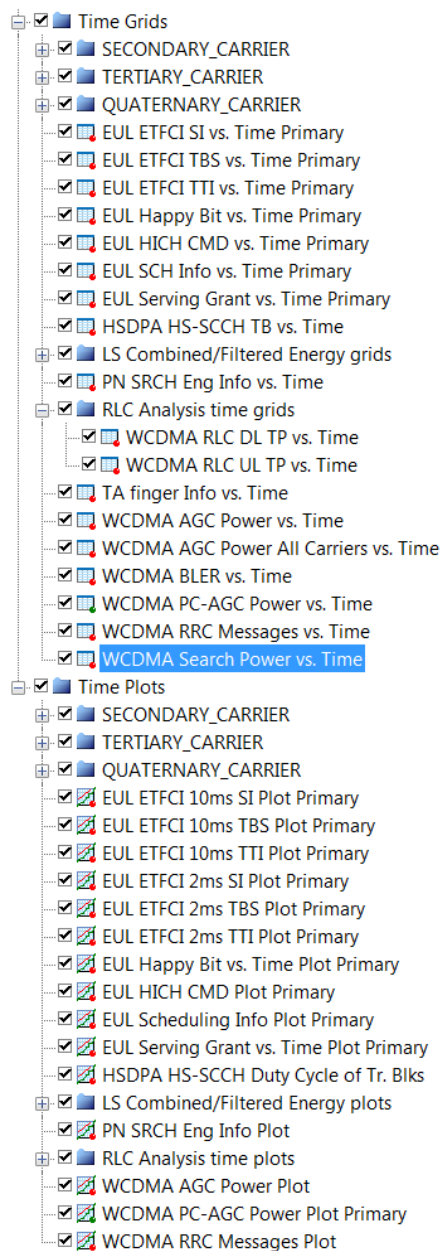 Time Grids
SECONDARY_CARRIER
TERTIARY_CARRIER
QUATERNARY_CARRIER
EUL ETFCI SI vs. Time Primary
EUL ETFCI TBS vs. Time Primary
EUL ETFCI TTI vs. Time Primary
EUL Happy Bit vs. Time Primary
EUL HICH CMD vs. Time Primary
EUL SCH Info vs. Time Primary
EUL Serving Grant vs. Time Primary
HSDPA HS-SCCH TB vs. Time
LS Combined/Filtered Energy grids
PN SRCH Eng Info vs. Time
RLC Analysis time grids
WCDMA RLC DL TP vs. Time
WCDMA RLC UL TP vs. Time
TA finger Info vs. Time
WCDMA AGC Power vs. Time
WCDMA AGC Power All Carriers vs. Time
WCDMA BLER vs. Time
WCDMA PC-AGC Power vs. Time
WCDMA RRC Messages vs. Time
WCDMA Search Power vs. Time
Time Plots
SECONDARY_CARRIER
TERTIARY_CARRIER
QUATERNARY_CARRIER
EUL ETFCI 10ms SI Plot Primary
EUL ETFCI 10ms TBS Plot Primary
EUL ETFCI 10ms TTI Plot Primary
EUL ETFCI 2ms SI Plot Primary
EUL ETFCI 2ms TBS Plot Primary
EUL ETFCI 2ms TTI Plot Primary
EUL Happy Bit vs. Time Plot Primary
EUL HICH CMD Plot Primary
EUL Scheduling Info Plot Primary
EUL Serving Grant vs. Time Plot Primary
HSDPA HS-SCCH Duty Cycle of Tr. Blks
LS Combined/Filtered Energy plots
PN SRCH Eng Info Plot
RLC Analysis time plots
WCDMA AGC Power Plot
WCDMA PC-AGC Power Plot Primary
WCDMA RRC Messages Plot